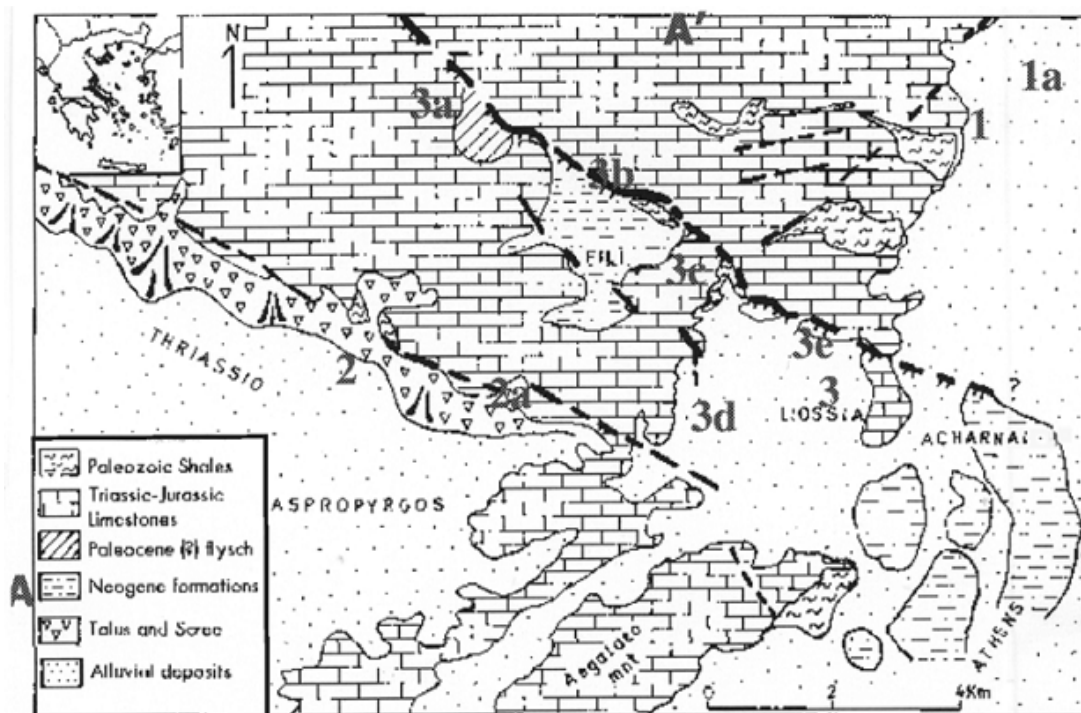 A'
N
1a
3a
1
3b
FILI
3c
THRIASSIO
3e
2
2a
3d
3
LIOSSIA
?
ACHARNAI
Paleozoic Shales
Triassic-Jurassic
Limestones
ASPROPYRGOS
Paleocene (?) flysch
A
Neogene formations
Talus and Scree
Alluvial deposits
Aegaleo
mnt
ATHENS
0
2
4Km